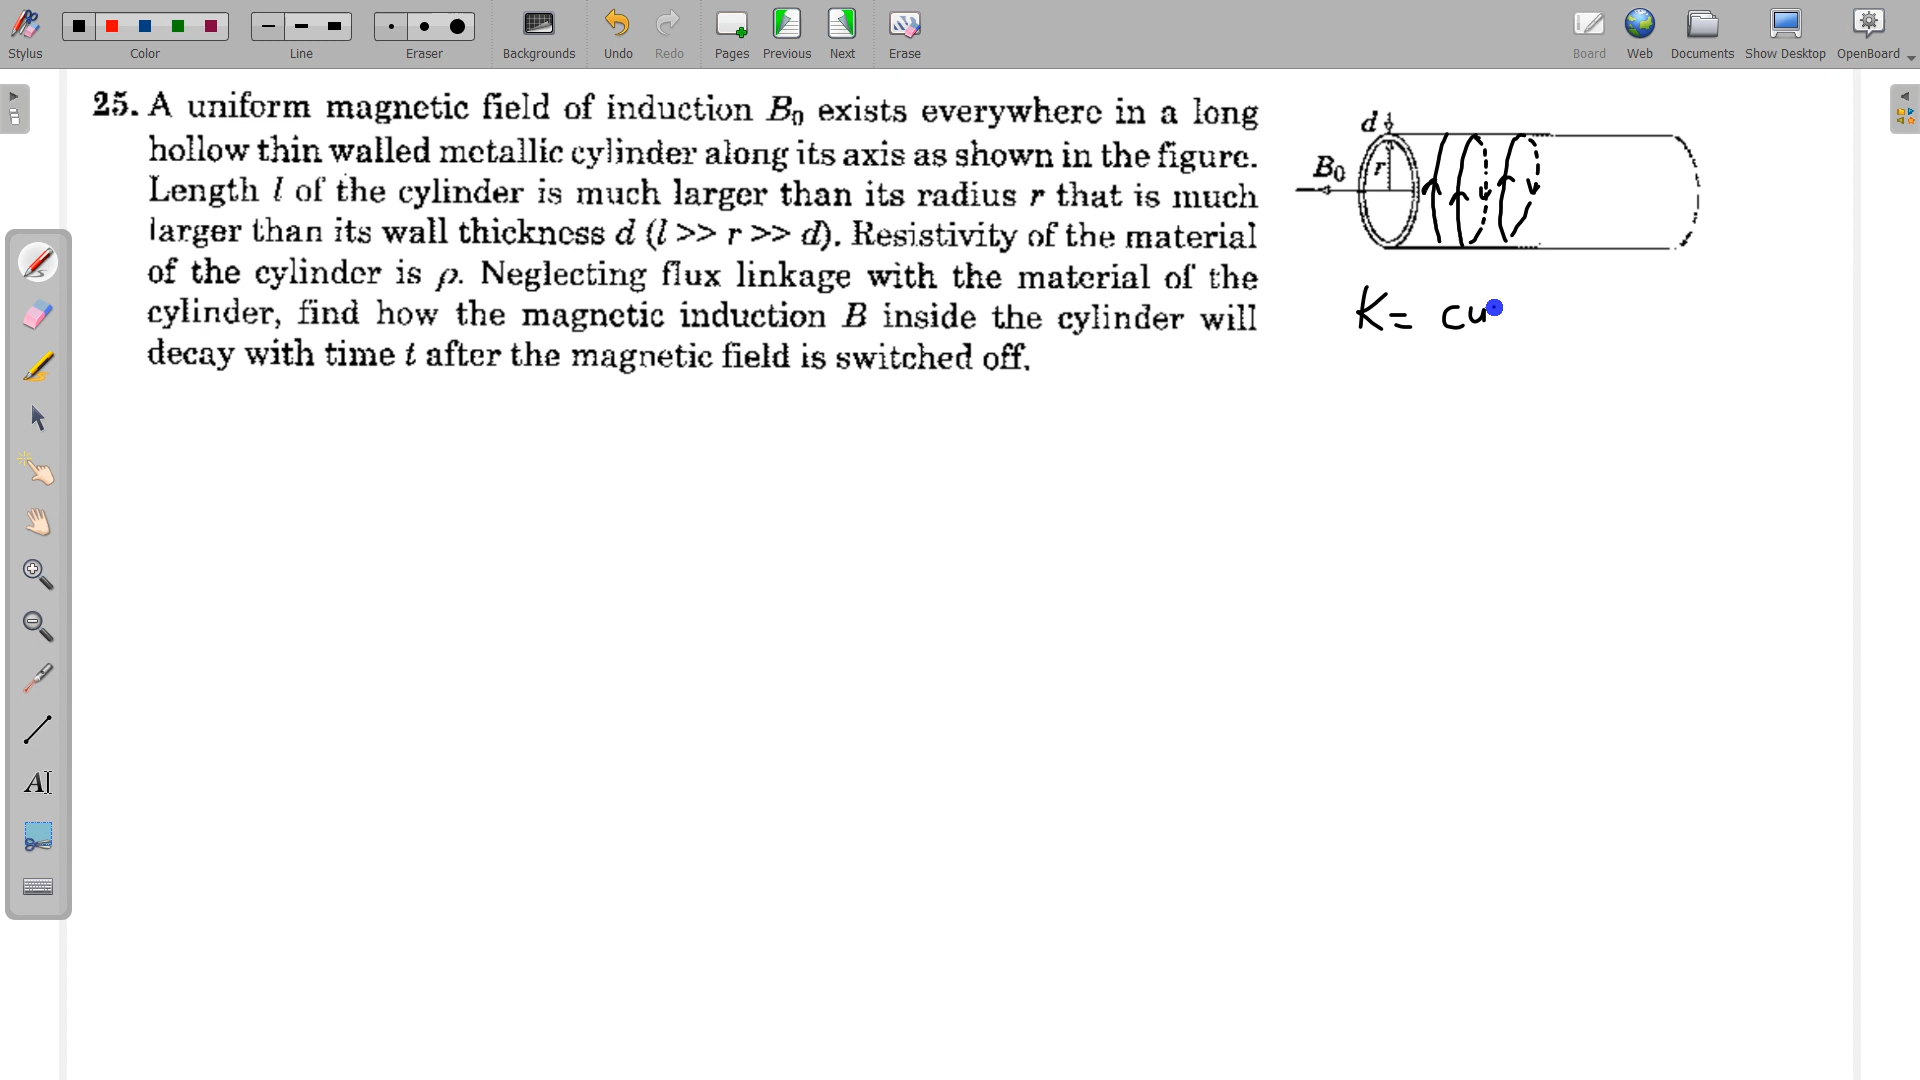 Stylus Color Line Eraser Backgrounds Undo Redo Pages Previous Next Erase Board Web Documents Show Desktop OpenBoard
25. A uniform magnetic field of induction B₀ exists everywhere in a long
hollow thin walled metallic cylinder along its axis as shown in the figure.
Length l of the cylinder is much larger than its radius r that is much
larger than its wall thickness d (l >> r >> d). Resistivity of the material
of the cylinder is ρ. Neglecting flux linkage with the material of the
cylinder, find how the magnetic induction B inside the cylinder will
decay with time t after the magnetic field is switched off.
d
B₀
r
K= cu
AI